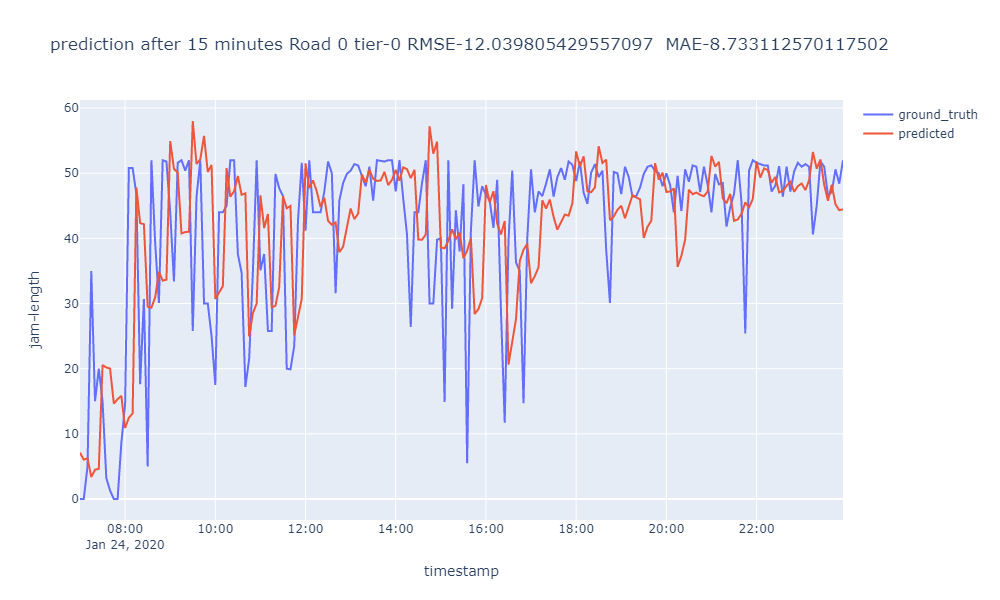 prediction after 15 minutes Road 0 tier-0 RMSE-12.039805429557097  MAE-8.733112570117502
ground_truth
predicted
60
50
40
30
20
10
0
jam-length
08:00 10:00 12:00 14:00 16:00 18:00 20:00 22:00
Jan 24, 2020
timestamp